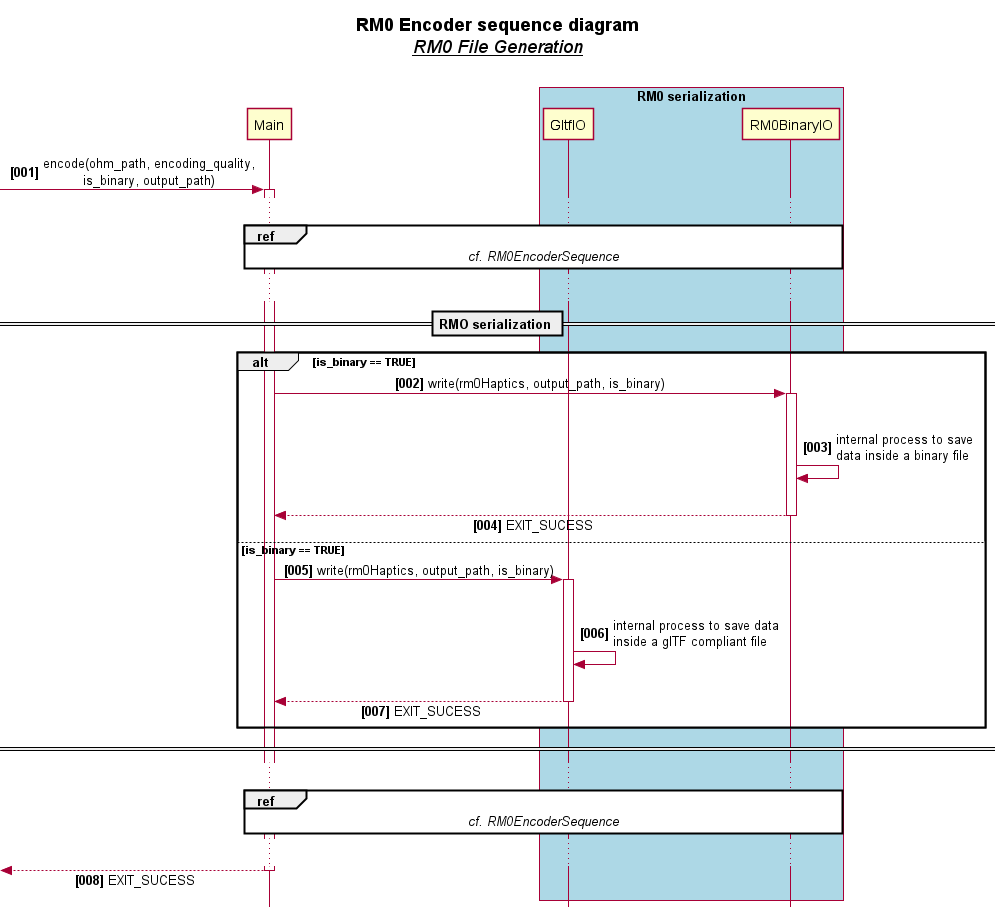 RM0 Encoder sequence diagram
RM0 File Generation
RM0 serialization
Main
GltfIO
RM0BinaryIO
[001] encode(ohm_path, encoding_quality,
is_binary, output_path)
ref
cf. RM0EncoderSequence
RMO serialization
alt [is_binary == TRUE]
[002] write(rm0Haptics, output_path, is_binary)
[003] internal process to save
data inside a binary file
[004] EXIT_SUCESS
[is_binary == TRUE]
[005] write(rm0Haptics, output_path, is_binary)
[006] internal process to save data
inside a glTF compliant file
[007] EXIT_SUCESS
ref
cf. RM0EncoderSequence
[008] EXIT_SUCESS